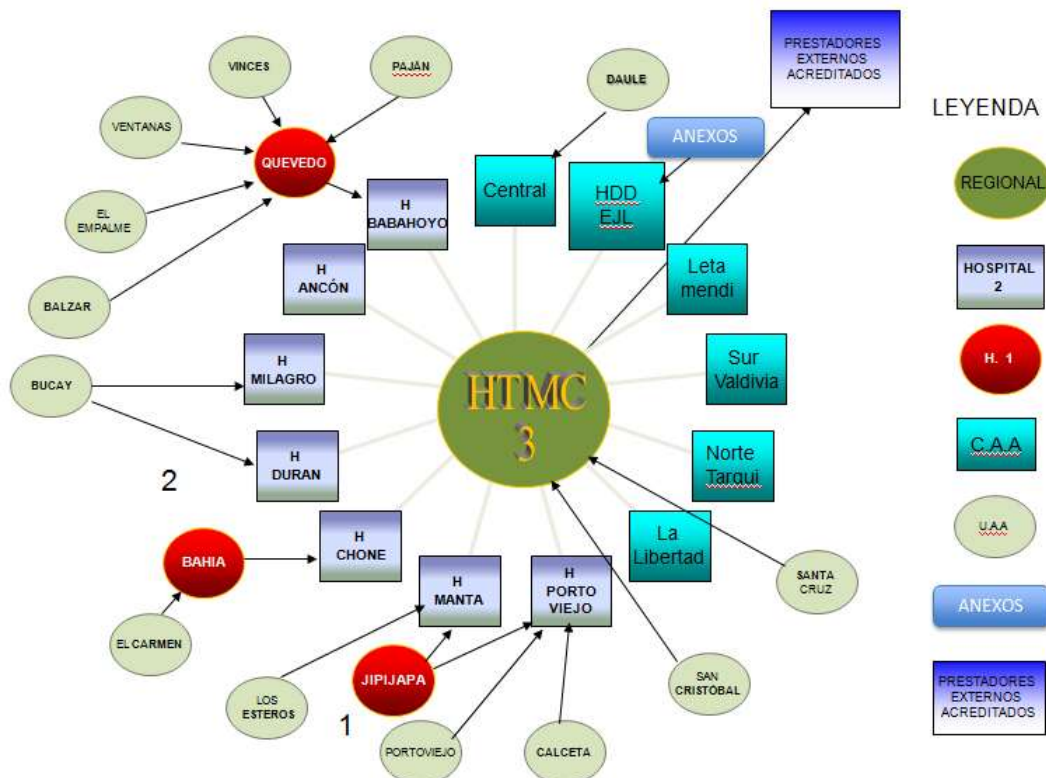 VINCES
PAJÁN
VENTANAS
QUEVEDO
EL
EMPALME
BALZAR
BUCAY
H
BABAHOYO
H
ANCÓN
H
MILAGRO
H
DURAN
2
BAHIA
EL CARMEN
H
CHONE
H
MANTA
H
PORTO
VIEJO
LOS
ESTEROS
JIPIJAPA
1
PORTOVIEJO
CALCETA
SAN
CRISTÓBAL
SANTA
CRUZ
DAULE
ANEXOS
Central
HDD
EJL
Leta
mendi
Sur
Valdivia
Norte
Tarqui
La
Libertad
HTMC
3
PRESTADORES
EXTERNOS
ACREDITADOS
LEYENDA
REGIONAL
HOSPITAL
2
H. 1
C.A.A
U.A.A
ANEXOS
PRESTADORES
EXTERNOS
ACREDITADOS